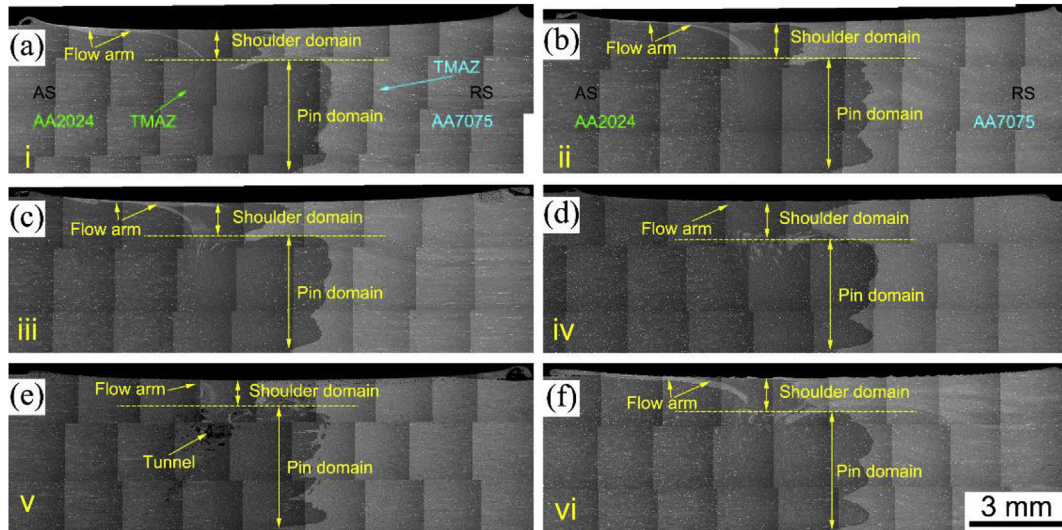 (a)
Flow arm
Shoulder domain
TMAZ
AS
RS
AA2024
TMAZ
Pin domain
AA7075
i
(b)
Flow arm
Shoulder domain
AS
RS
AA2024
Pin domain
AA7075
ii
(c)
Flow arm
Shoulder domain
Pin domain
iii
(d)
Flow arm
Shoulder domain
Pin domain
iv
(e)
Flow arm
Shoulder domain
Tunnel
Pin domain
v
(f)
Flow arm
Shoulder domain
Pin domain
vi
3 mm